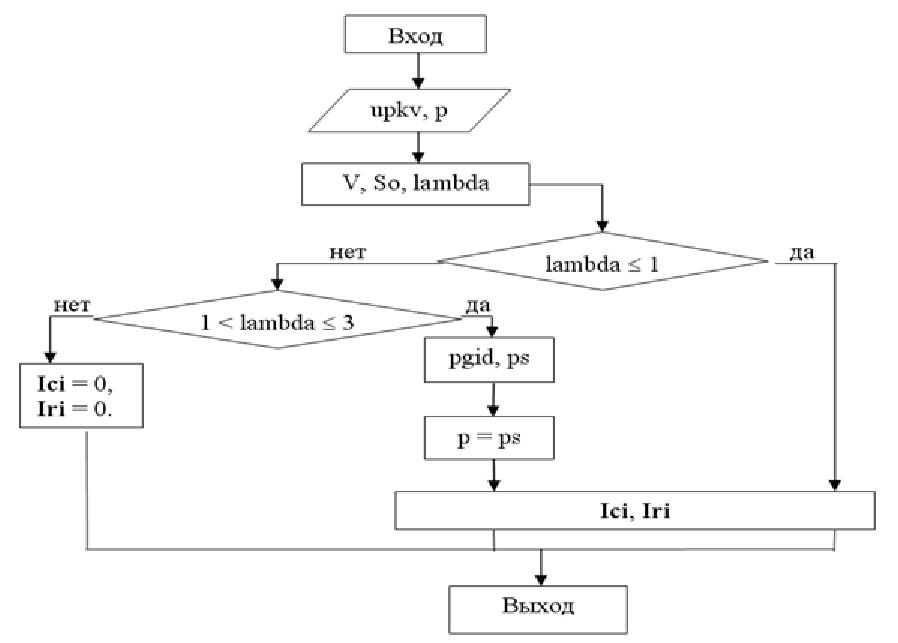 Вход
upkv, p
V, So, lambda
lambda ≤ 1
нет
да
1 < lambda ≤ 3
нет
да
pgid, ps
Ici = 0,
Iri = 0.
p = ps
Ici, Iri
Выход